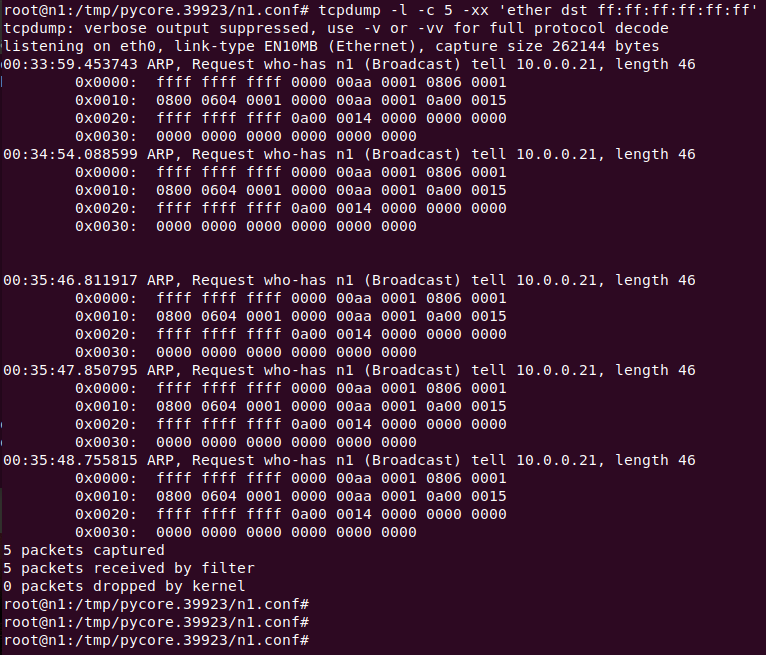 root@n1:/tmp/pycore.39923/n1.conf# tcpdump -l -c 5 -xx 'ether dst ff:ff:ff:ff:ff:ff'
tcpdump: verbose output suppressed, use -v or -vv for full protocol decode
listening on eth0, link-type EN10MB (Ethernet), capture size 262144 bytes
00:33:59.453743 ARP, Request who-has n1 (Broadcast) tell 10.0.0.21, length 46
        0x0000:  ffff ffff ffff 0000 00aa 0001 0806 0001
        0x0010:  0800 0604 0001 0000 00aa 0001 0a00 0015
        0x0020:  ffff ffff ffff 0a00 0014 0000 0000 0000
        0x0030:  0000 0000 0000 0000 0000 0000
00:34:54.088599 ARP, Request who-has n1 (Broadcast) tell 10.0.0.21, length 46
        0x0000:  ffff ffff ffff 0000 00aa 0001 0806 0001
        0x0010:  0800 0604 0001 0000 00aa 0001 0a00 0015
        0x0020:  ffff ffff ffff 0a00 0014 0000 0000 0000
        0x0030:  0000 0000 0000 0000 0000 0000
00:35:46.811917 ARP, Request who-has n1 (Broadcast) tell 10.0.0.21, length 46
        0x0000:  ffff ffff ffff 0000 00aa 0001 0806 0001
        0x0010:  0800 0604 0001 0000 00aa 0001 0a00 0015
        0x0020:  ffff ffff ffff 0a00 0014 0000 0000 0000
        0x0030:  0000 0000 0000 0000 0000 0000
00:35:47.850795 ARP, Request who-has n1 (Broadcast) tell 10.0.0.21, length 46
        0x0000:  ffff ffff ffff 0000 00aa 0001 0806 0001
        0x0010:  0800 0604 0001 0000 00aa 0001 0a00 0015
        0x0020:  ffff ffff ffff 0a00 0014 0000 0000 0000
        0x0030:  0000 0000 0000 0000 0000 0000
00:35:48.755815 ARP, Request who-has n1 (Broadcast) tell 10.0.0.21, length 46
        0x0000:  ffff ffff ffff 0000 00aa 0001 0806 0001
        0x0010:  0800 0604 0001 0000 00aa 0001 0a00 0015
        0x0020:  ffff ffff ffff 0a00 0014 0000 0000 0000
        0x0030:  0000 0000 0000 0000 0000 0000
5 packets captured
5 packets received by filter
0 packets dropped by kernel
root@n1:/tmp/pycore.39923/n1.conf#
root@n1:/tmp/pycore.39923/n1.conf#
root@n1:/tmp/pycore.39923/n1.conf#